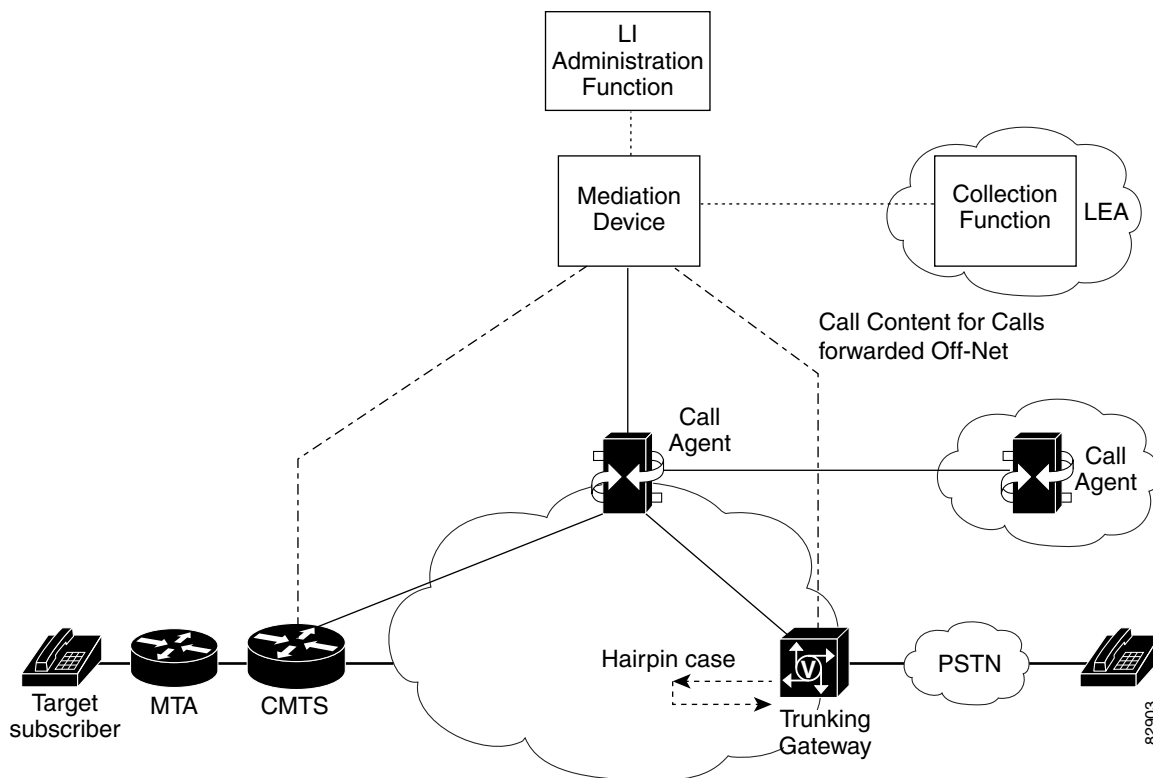 LI
Administration
Function
Mediation
Device
Collection
Function
LEA
Call Content for Calls
forwarded Off-Net
Call
Agent
Call
Agent
Hairpin case
V
PSTN
Target
subscriber
MTA
CMTS
Trunking
Gateway
82903